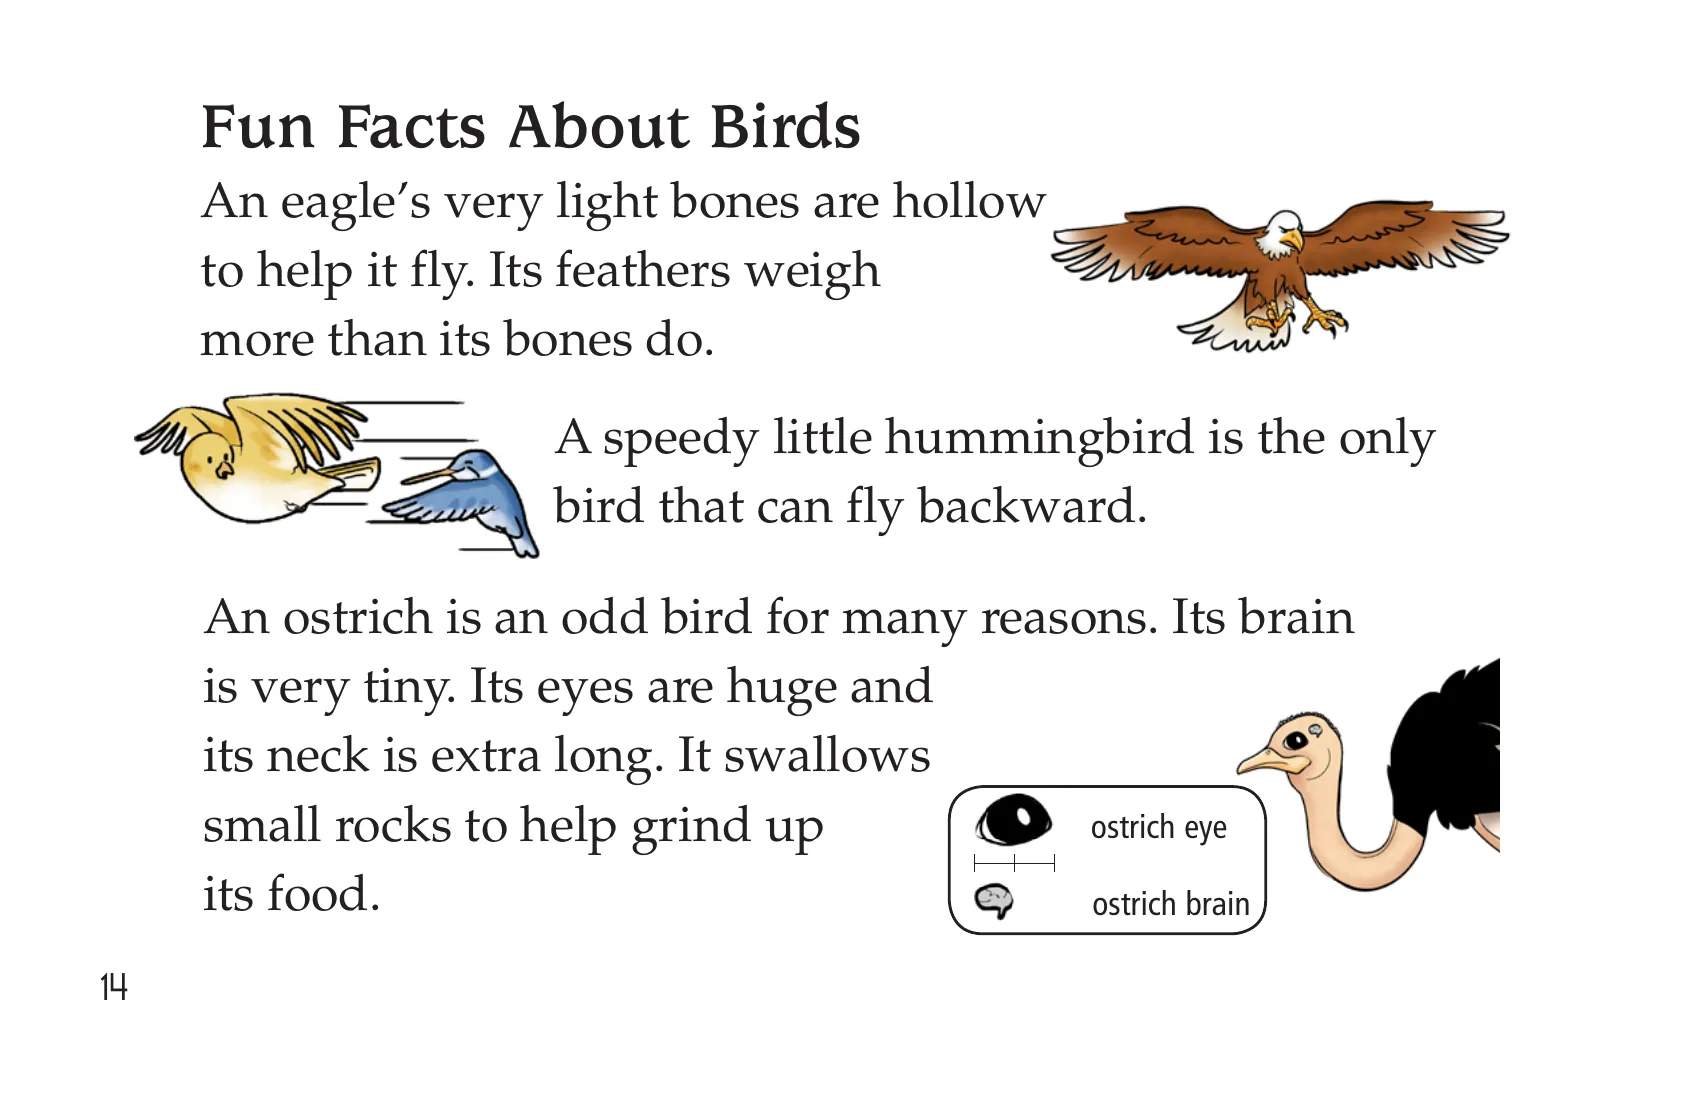 Fun Facts About Birds
An eagle’s very light bones are hollow
to help it fly. Its feathers weigh
more than its bones do.
A speedy little hummingbird is the only
bird that can fly backward.
An ostrich is an odd bird for many reasons. Its brain
is very tiny. Its eyes are huge and
its neck is extra long. It swallows
small rocks to help grind up
its food.
ostrich eye
ostrich brain
14